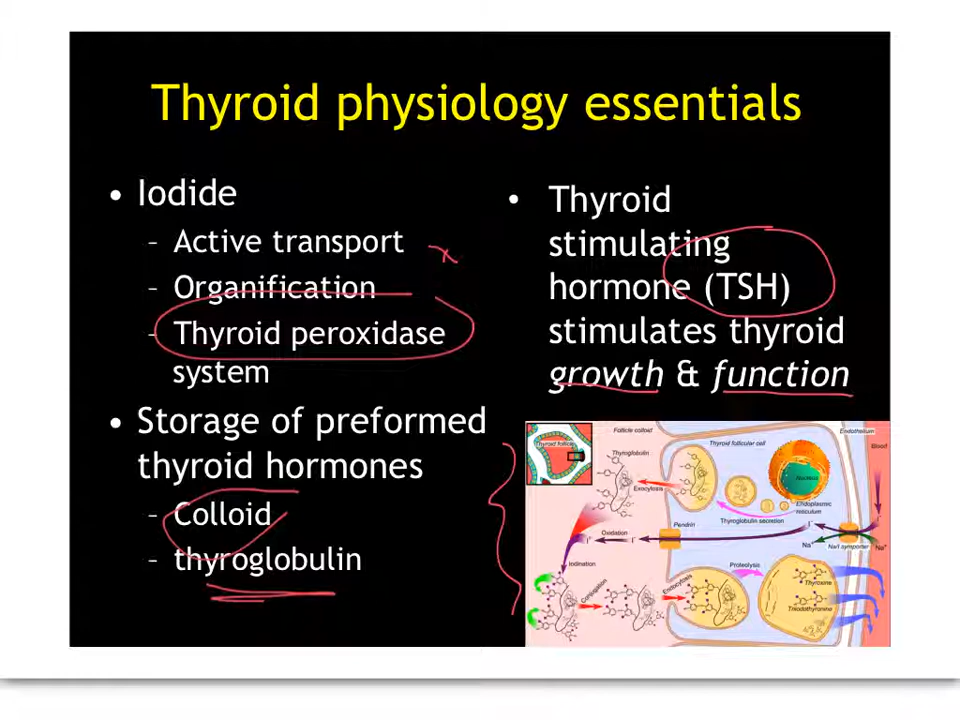 Thyroid physiology essentials
• Iodide
– Active transport
– Organification
– Thyroid peroxidase
system
• Storage of preformed
thyroid hormones
– Colloid
– thyroglobulin
• Thyroid
stimulating
hormone (TSH)
stimulates thyroid
growth & function
Thyroid follicle
Follicle colloid
Thyroglobulin
Exocytosis
Thyroid follicular cell
Nucleus
Endoplasmic
reticulum
Thyroglobulin secretion
Endothelium
Blood
Oxidation
I⁻
Pendrin
I⁻
Na⁺
Na/I symporter
Na⁺
Iodination
Conjugation
Endocytosis
Proteolysis
Thyroxine
Triiodothyronine